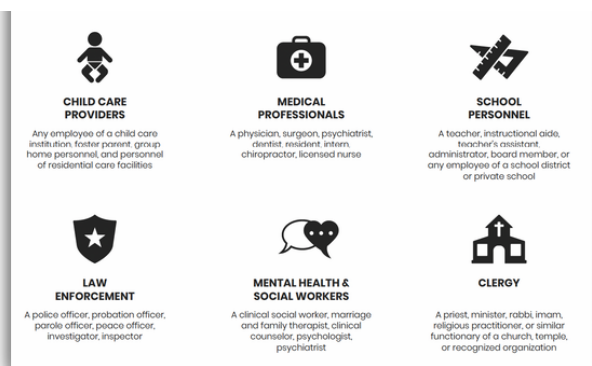 CHILD CARE
PROVIDERS
Any employee of a child care
institution, foster parent, group
home personnel, and personnel
of residential care facilities
MEDICAL
PROFESSIONALS
A physician, surgeon, psychiatrist,
dentist, resident, intern,
chiropractor, licensed nurse
SCHOOL
PERSONNEL
A teacher, instructional aide,
teacher's assistant,
administrator, board member, or
any employee of a school district
or private school
LAW
ENFORCEMENT
A police officer, probation officer,
parole officer, peace officer,
investigator, inspector
MENTAL HEALTH &
SOCIAL WORKERS
A clinical social worker, marriage
and family therapist, clinical
counselor, psychologist,
psychiatrist
CLERGY
A priest, minister, rabbi, imam,
religious practitioner, or similar
functionary of a church, temple,
or recognized organization